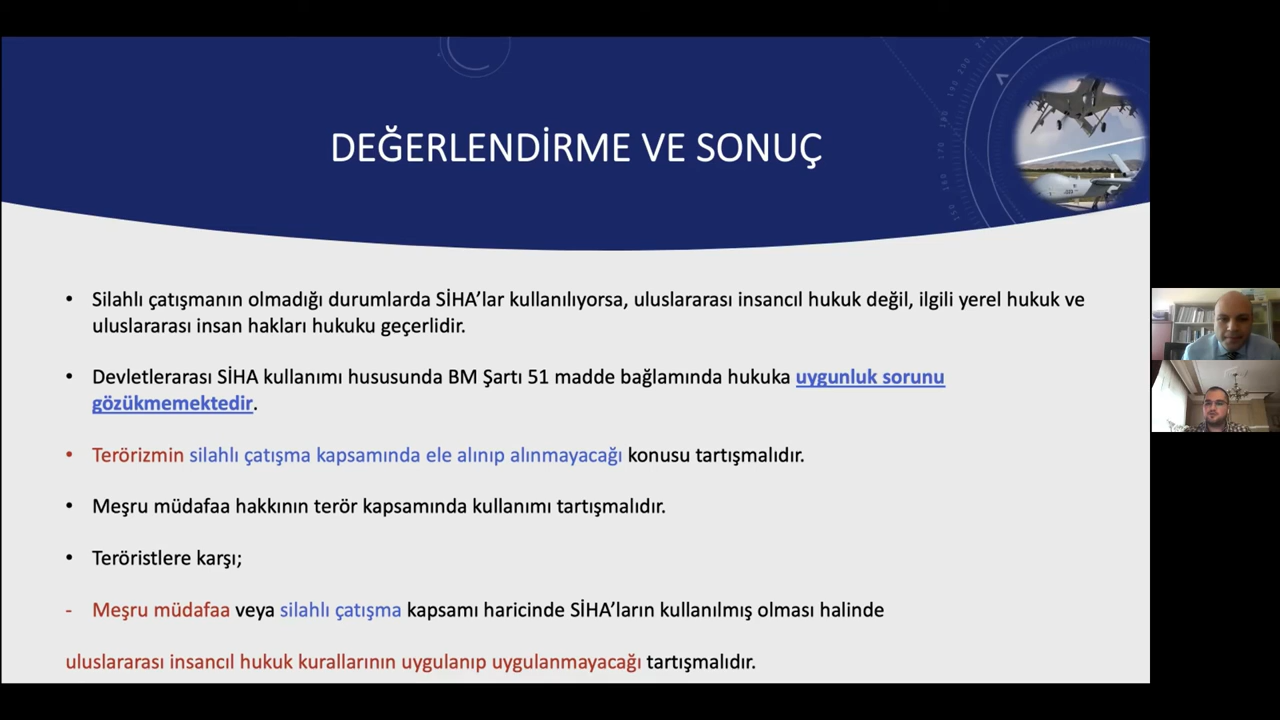 DEĞERLENDİRME VE SONUÇ
• Silahlı çatışmanın olmadığı durumlarda SİHA’lar kullanılıyorsa, uluslararası insancıl hukuk değil, ilgili yerel hukuk ve
uluslararası insan hakları hukuku geçerlidir.
• Devletlerarası SİHA kullanımı hususunda BM Şartı 51 madde bağlamında hukuka uygunluk sorunu
gözükmemektedir.
• Terörizmin silahlı çatışma kapsamında ele alınıp alınmayacağı konusu tartışmalıdır.
• Meşru müdafaa hakkının terör kapsamında kullanımı tartışmalıdır.
• Teröristlere karşı;
- Meşru müdafaa veya silahlı çatışma kapsamı haricinde SİHA’ların kullanılmış olması halinde
uluslararası insancıl hukuk kurallarının uygulanıp uygulanmayacağı tartışmalıdır.